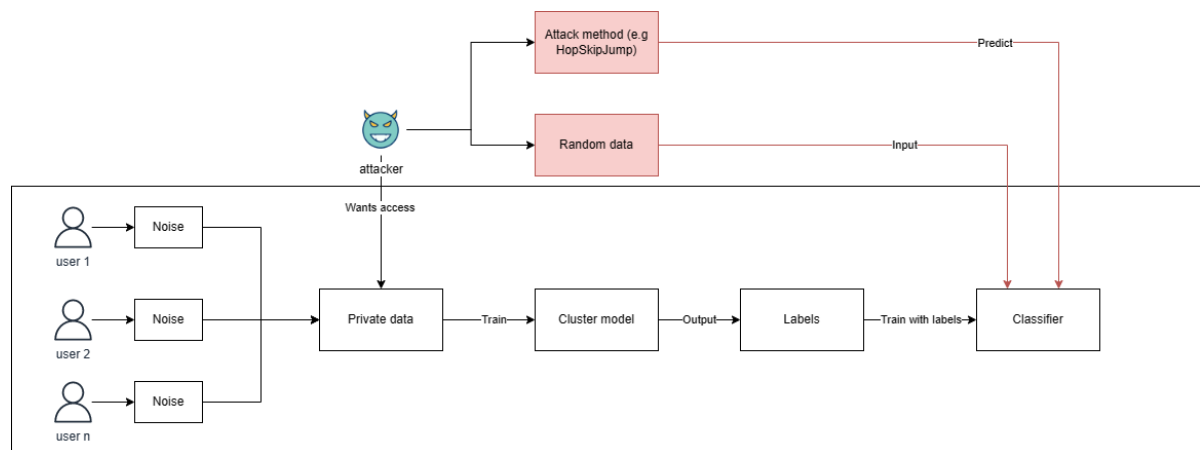 Attack method (e.g
HopSkipJump)
Predict
Random data
Input
attacker
Wants access
user 1
Noise
user 2
Noise
user n
Noise
Private data
Train
Cluster model
Output
Labels
Train with labels
Classifier